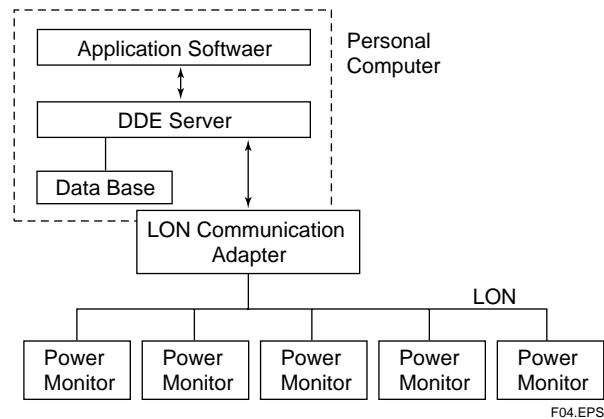 Application Softwaer
Personal
Computer
DDE Server
Data Base
LON Communication
Adapter
LON
Power
Monitor
Power
Monitor
Power
Monitor
Power
Monitor
Power
Monitor
F04.EPS